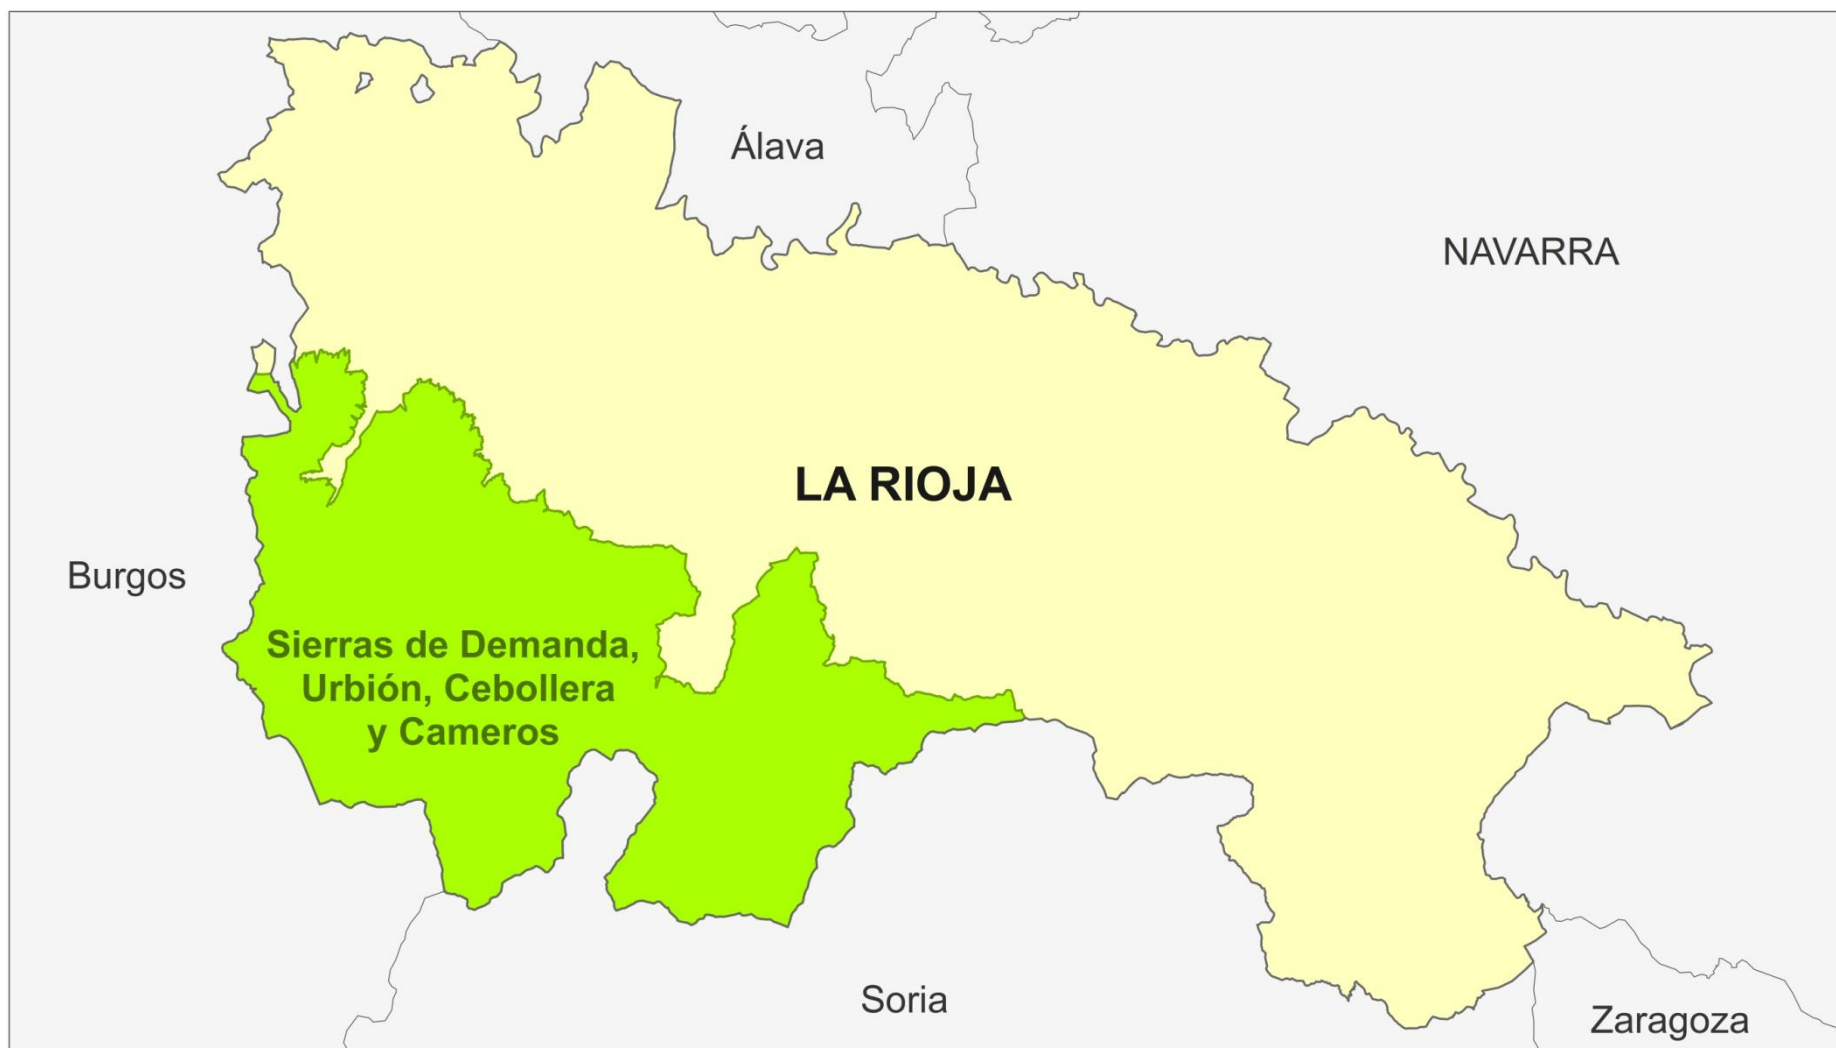 Álava
NAVARRA
LA RIOJA
Burgos
Sierras de Demanda,
Urbión, Cebollera
y Cameros
Soria
Zaragoza